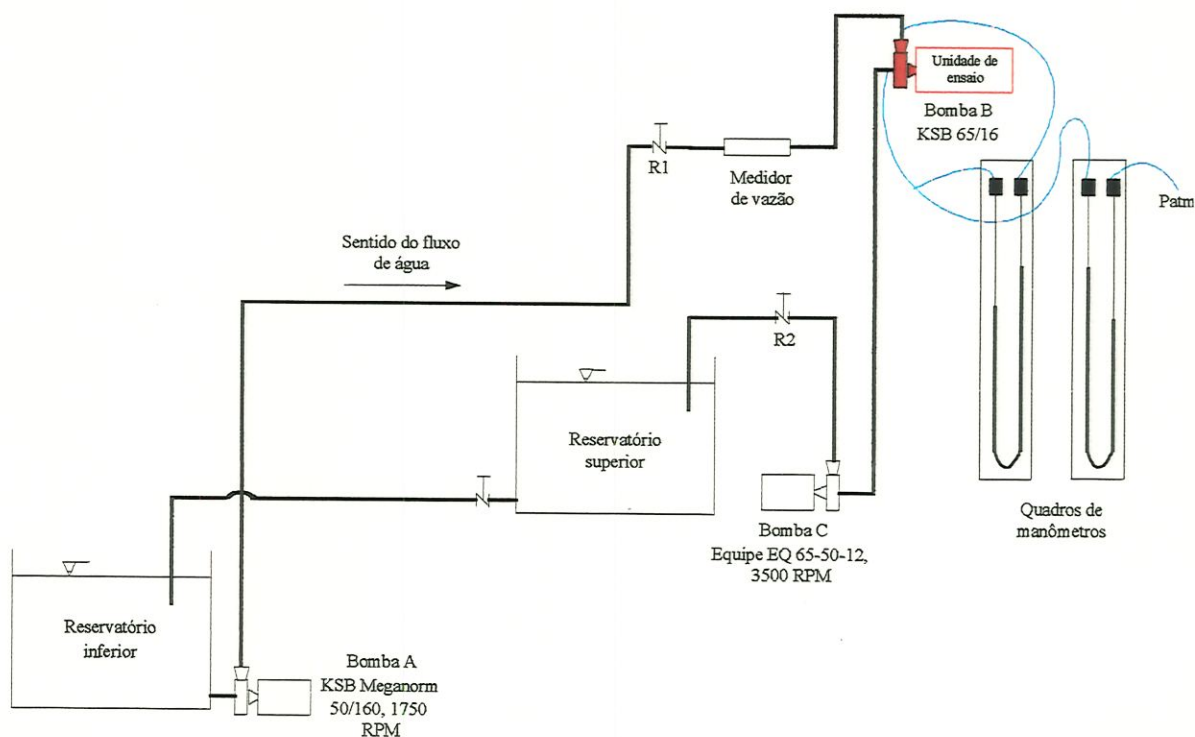 Unidade de
ensaio
Bomba B
KSB 65/16
R1
Medidor
de vazão
Patm
Sentido do fluxo
de água
R2
Reservatório
superior
Quadros de
manômetros
Bomba C
Equipe EQ 65-50-12,
3500 RPM
Reservatório
inferior
Bomba A
KSB Meganorm
50/160, 1750
RPM